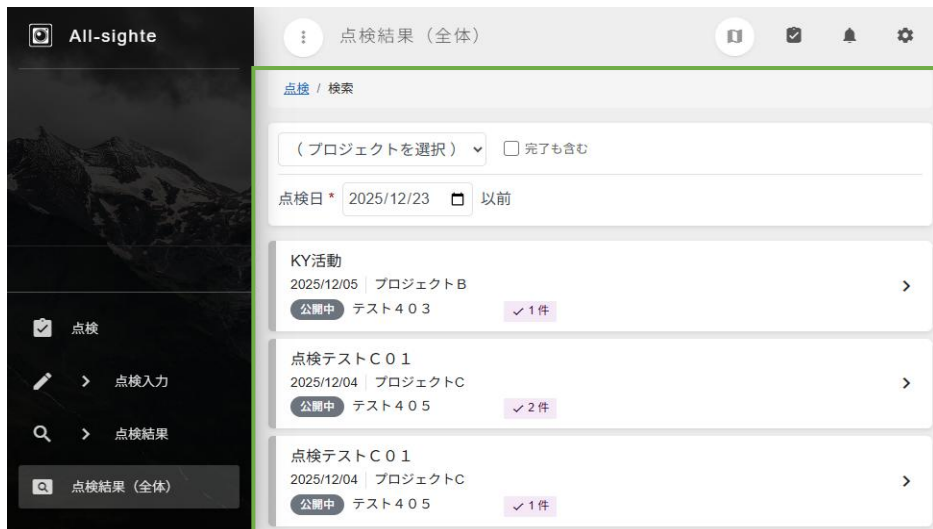 All-sighte
点検
点検入力
点検結果
点検結果（全体）
点検結果（全体）
点検 / 検索
（プロジェクトを選択）
完了も含む
点検日* 2025/12/23 以前
KY活動
2025/12/05 プロジェクトB
公開中 テスト４０３ 1件
点検テストＣ０１
2025/12/04 プロジェクトC
公開中 テスト４０５ 2件
点検テストＣ０１
2025/12/04 プロジェクトC
公開中 テスト４０５ 1件